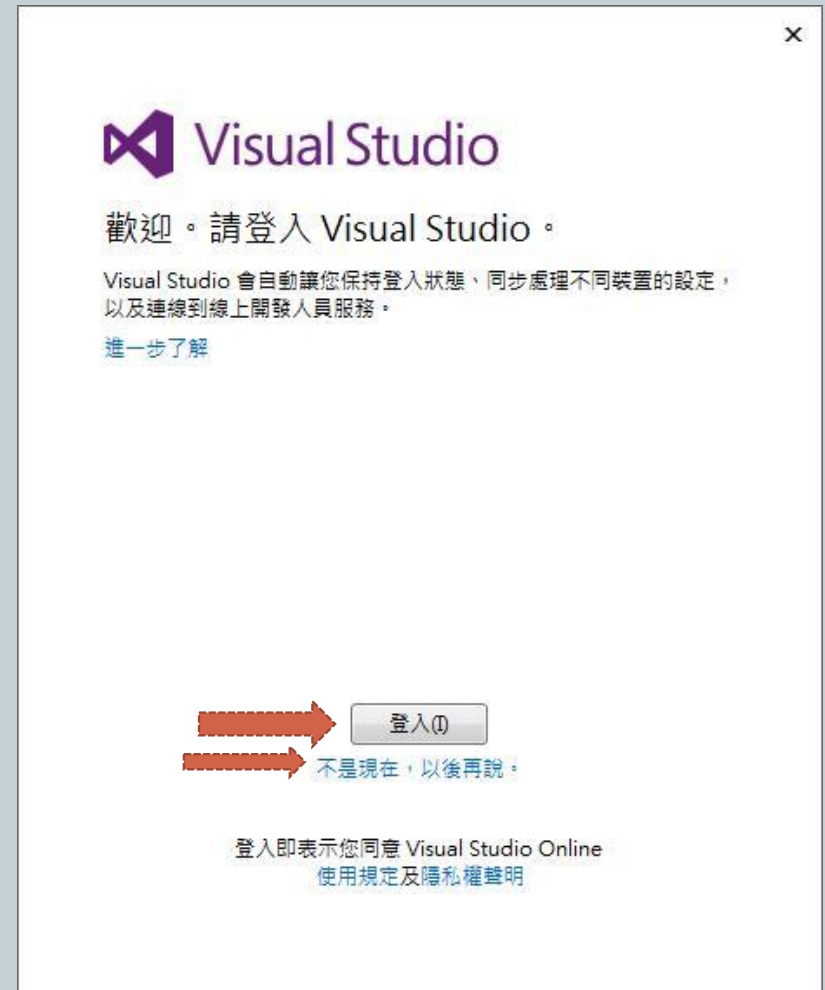 Visual Studio
歡迎。請登入 Visual Studio。
Visual Studio 會自動讓您保持登入狀態、同步處理不同裝置的設定，
以及連線到線上開發人員服務。
進一步了解
登入(I)
不是現在，以後再說。
登入即表示您同意 Visual Studio Online
使用規定及隱私權聲明